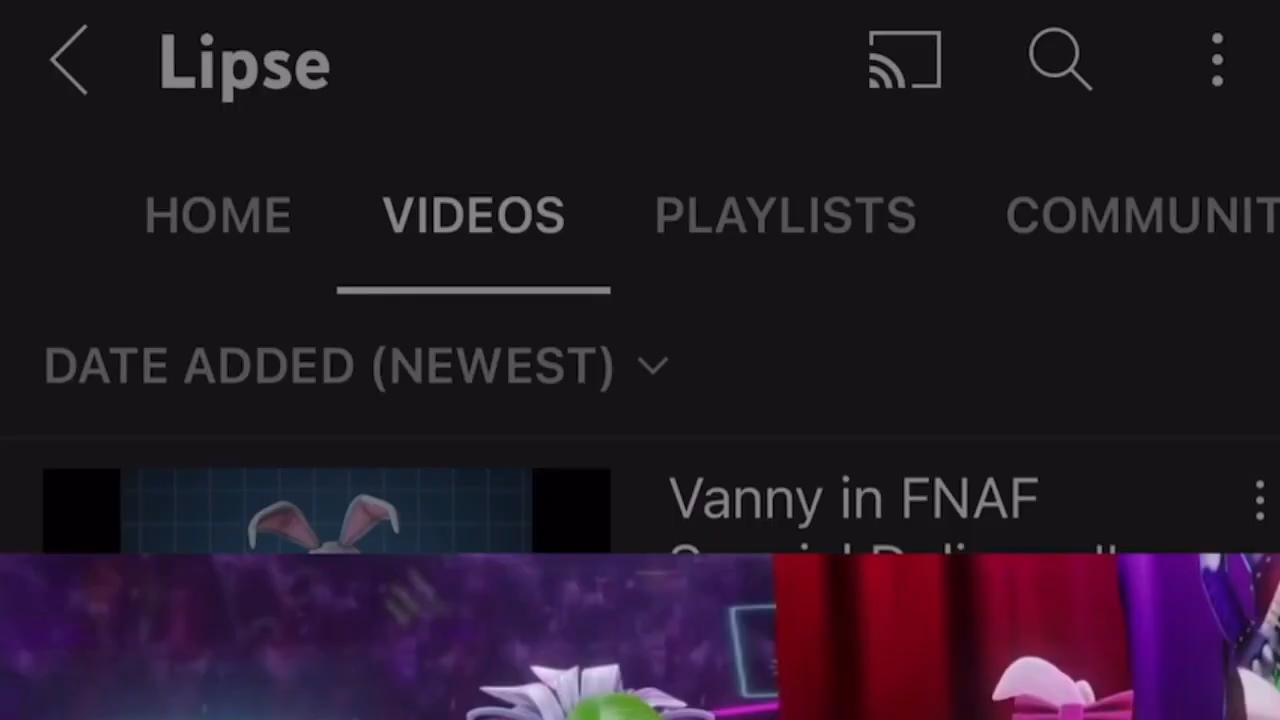 Lipse
HOME VIDEOS PLAYLISTS COMMUNIT
DATE ADDED (NEWEST)
Vanny in FNAF